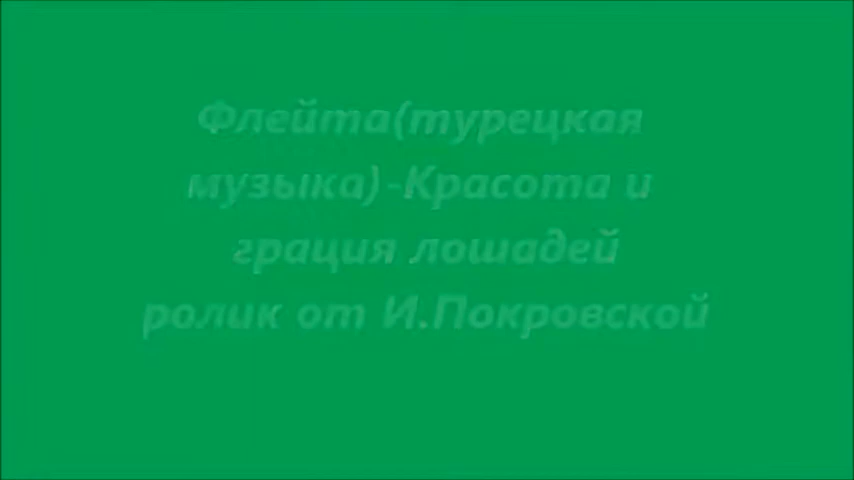 Флейта(турецкая
музыка)-Красота и
грация лошадей
ролик от И.Покровской